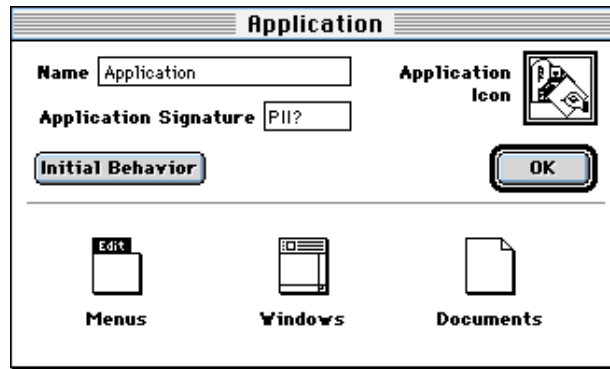 Application
Name Application
Application Icon
Application Signature PII?
Initial Behavior
OK
Edit
Menus Windows Documents